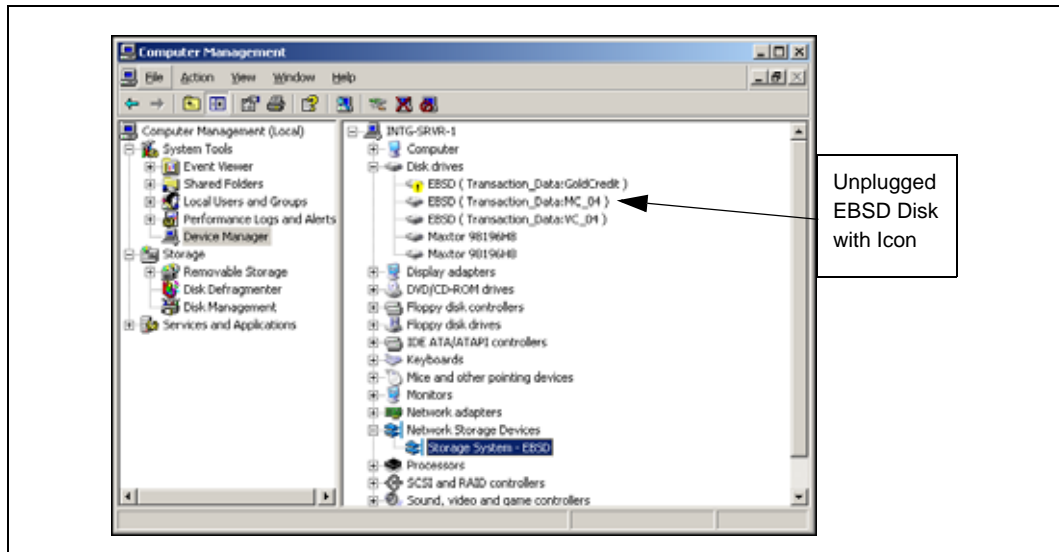 Computer Management
File Action View Window Help
Computer Management (Local)
System Tools
Event Viewer
Shared Folders
Local Users and Groups
Performance Logs and Alerts
Device Manager
Storage
Removable Storage
Disk Defragmenter
Disk Management
Services and Applications
INTG-SRVR-1
Computer
Disk drives
EBSD ( Transaction_Data:GoldCredit )
EBSD ( Transaction_Data:MC_04 )
EBSD ( Transaction_Data:VC_04 )
Maxtor 98196H8
Maxtor 98196H8
Display adapters
DVD/CD-ROM drives
Floppy disk controllers
Floppy disk drives
IDE ATA/ATAPI controllers
Keyboards
Mice and other pointing devices
Monitors
Network adapters
Network Storage Devices
Storage System - EBSD
Processors
SCSI and RAID controllers
Sound, video and game controllers
Unplugged
EBSD Disk
with Icon